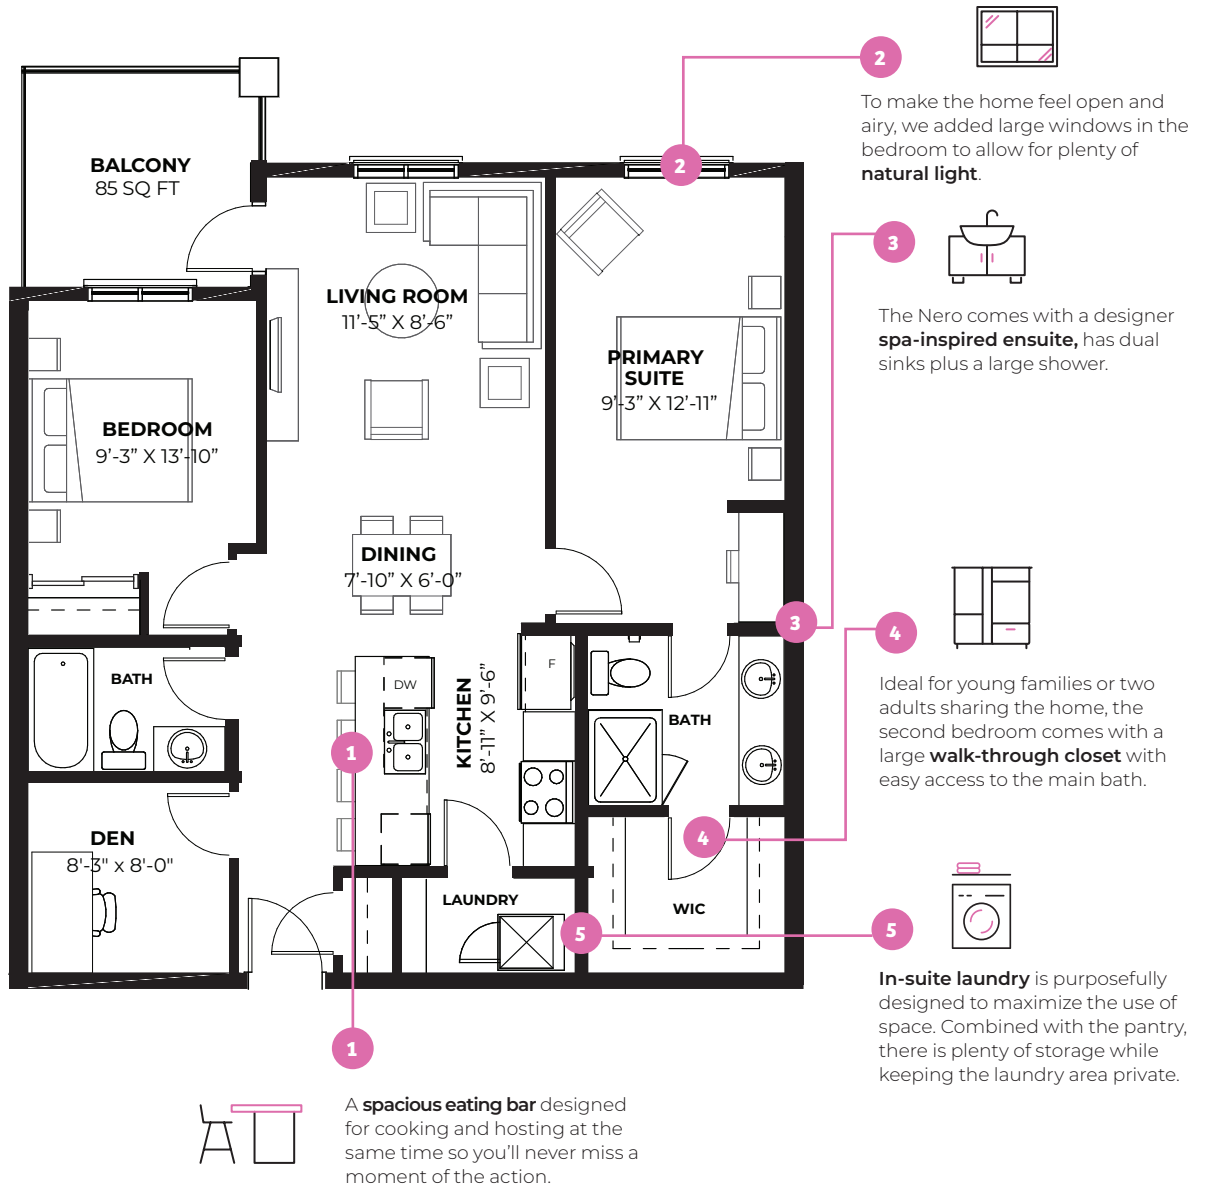 2
To make the home feel open and
airy, we added large windows in the
bedroom to allow for plenty of
natural light.
BALCONY
85 SQ FT
2
3
The Nero comes with a designer
spa-inspired ensuite, has dual
sinks plus a large shower.
LIVING ROOM
11'-5” X 8'-6”
PRIMARY
SUITE
9'-3” X 12'-11”
BEDROOM
9'-3” X 13'-10”
DINING
7'-10” X 6'-0”
3
4
Ideal for young families or two
adults sharing the home, the
second bedroom comes with a
large walk-through closet with
easy access to the main bath.
F
DW
KITCHEN
8'-11” X 9'-6”
BATH
BATH
1
DEN
8'-3" x 8'-0"
4
LAUNDRY
WIC
5
5
In-suite laundry is purposefully
designed to maximize the use of
space. Combined with the pantry,
there is plenty of storage while
keeping the laundry area private.
1
A spacious eating bar designed
for cooking and hosting at the
same time so you’ll never miss a
moment of the action.